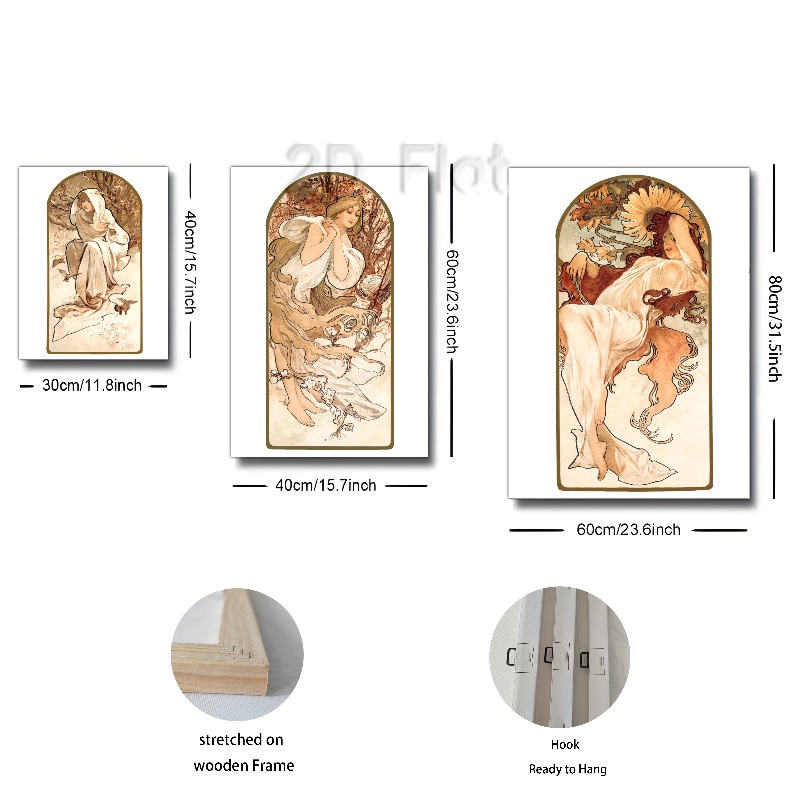 2D Flat
40cm/15.7inch
30cm/11.8inch
60cm/23.6inch
40cm/15.7inch
80cm/31.5inch
60cm/23.6inch
stretched on
wooden Frame
Hook
Ready to Hang